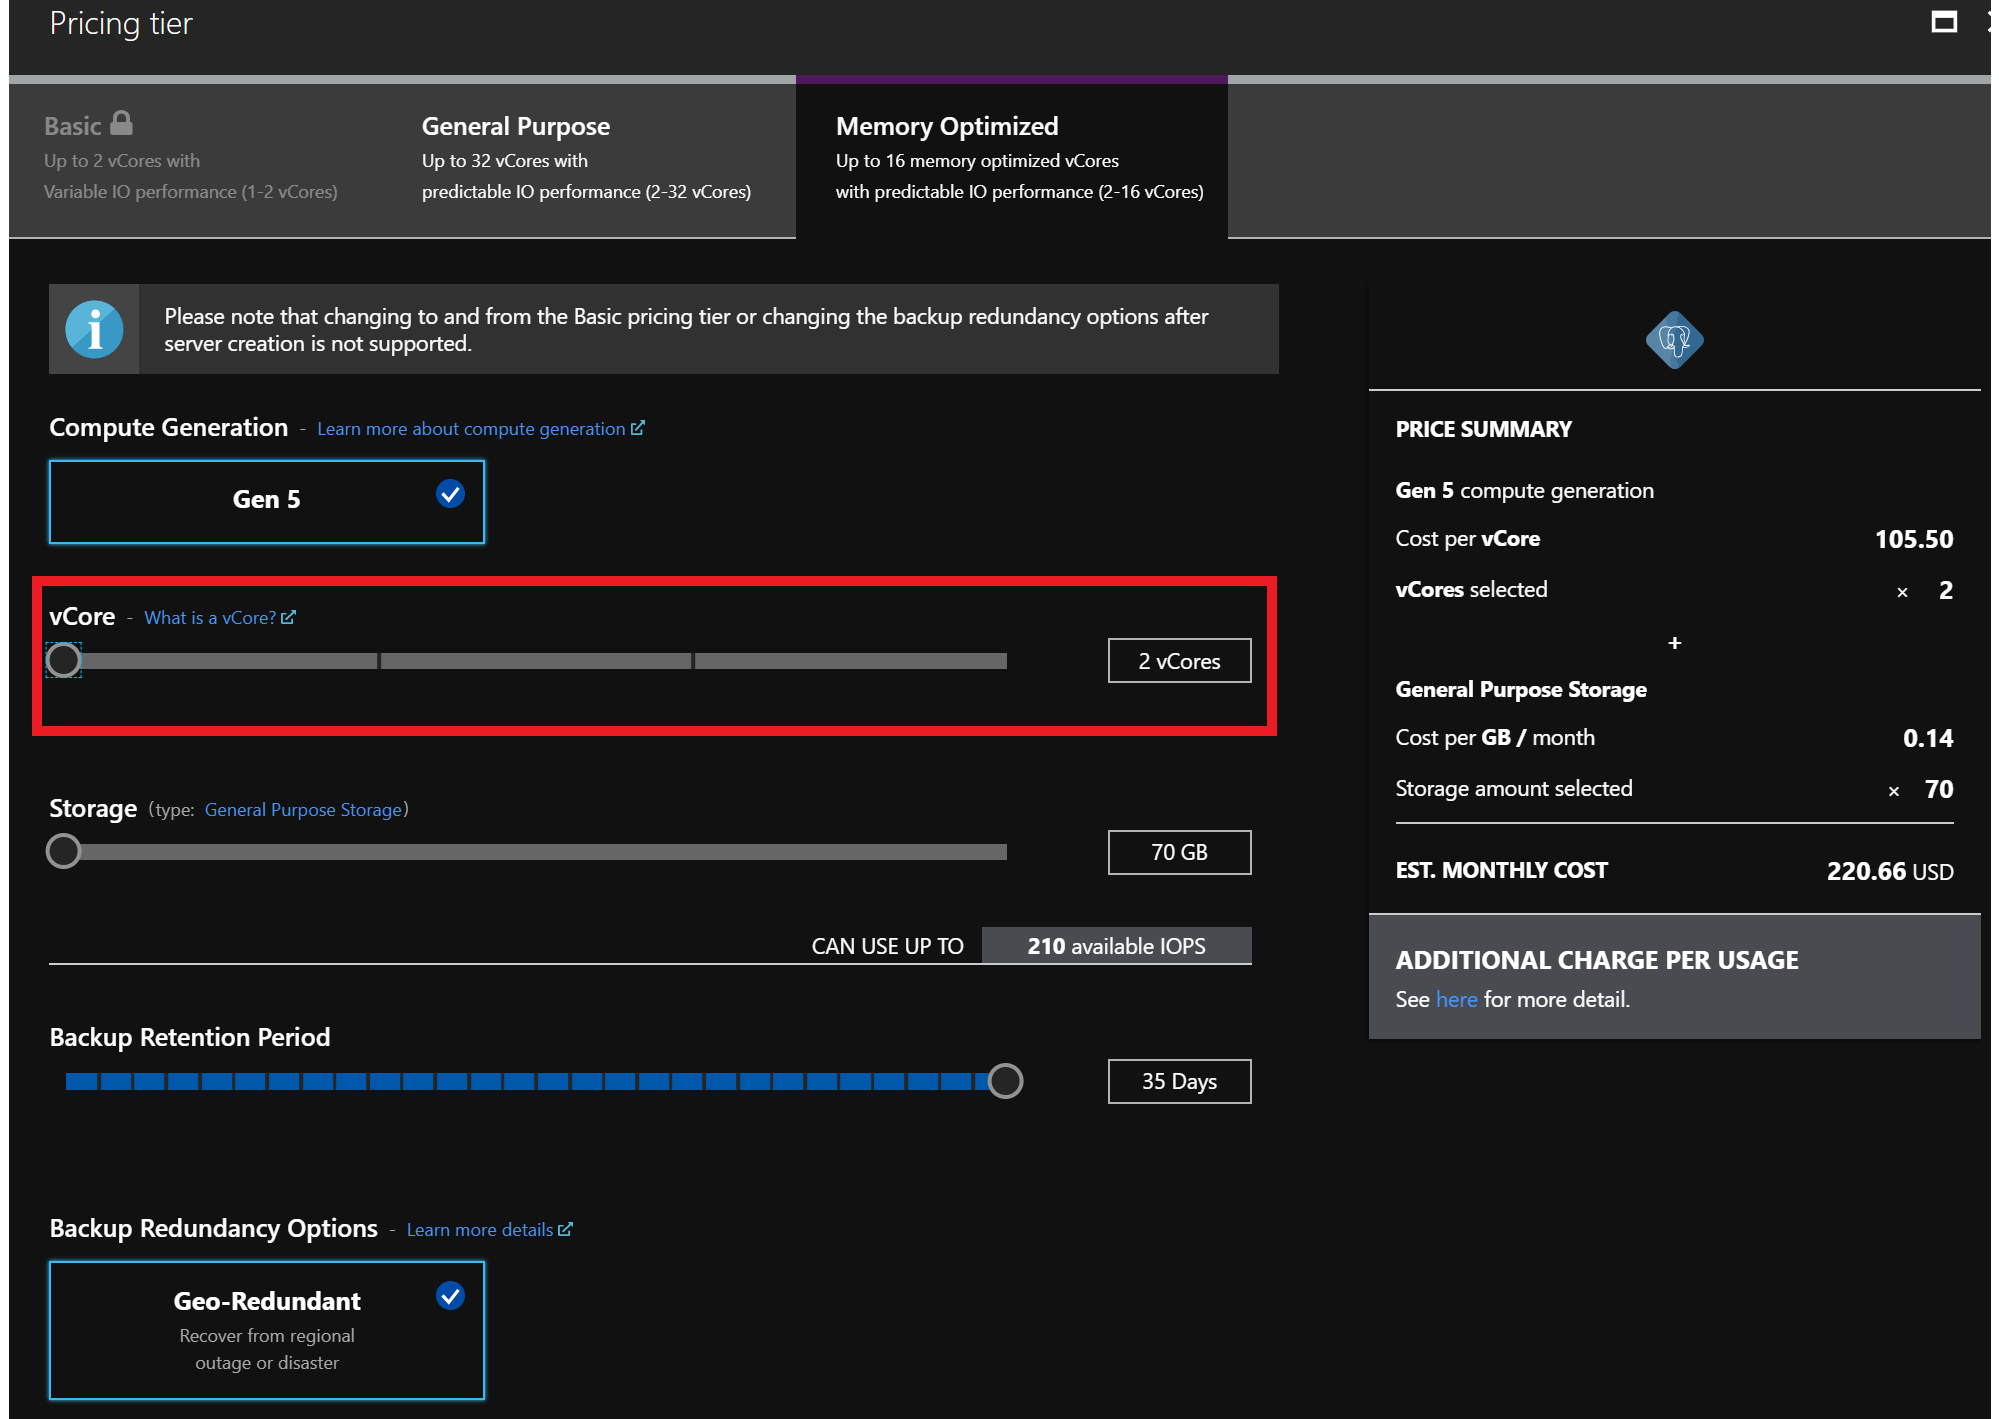 Pricing tier
Basic
Up to 2 vCores with
Variable IO performance (1-2 vCores)
General Purpose
Up to 32 vCores with
predictable IO performance (2-32 vCores)
Memory Optimized
Up to 16 memory optimized vCores
with predictable IO performance (2-16 vCores)
Please note that changing to and from the Basic pricing tier or changing the backup redundancy options after
server creation is not supported.
Compute Generation - Learn more about compute generation
Gen 5
vCore - What is a vCore?
2 vCores
Storage (type: General Purpose Storage)
70 GB
CAN USE UP TO 210 available IOPS
Backup Retention Period
35 Days
Backup Redundancy Options - Learn more details
Geo-Redundant
Recover from regional
outage or disaster
PRICE SUMMARY
Gen 5 compute generation
Cost per vCore 105.50
vCores selected × 2
+
General Purpose Storage
Cost per GB / month 0.14
Storage amount selected × 70
EST. MONTHLY COST 220.66 USD
ADDITIONAL CHARGE PER USAGE
See here for more detail.